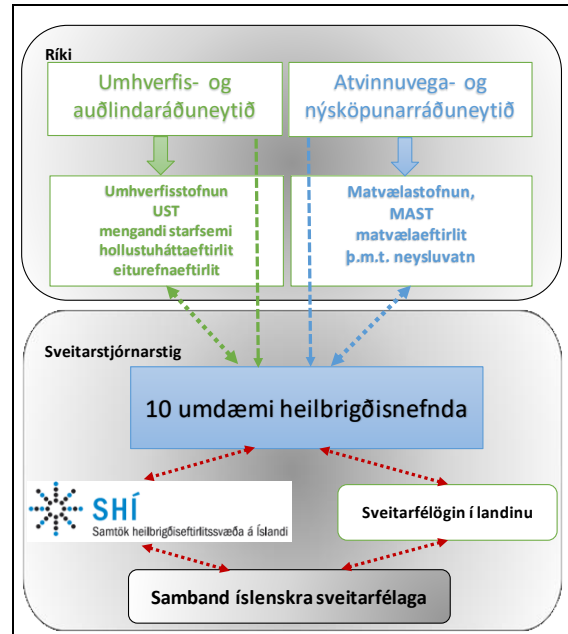 Ríki
Umhverfis- og
auðlindaráðuneytið
Atvinnuvega- og
nýsköpunarráðuneytið
Umhverfisstofnun
UST
mengandi starfsemi
hollustuháttaeftirlit
eiturefnaeftirlit
Matvælastofnun,
MAST
matvælaeftirlit
þ.m.t. neysluvatn
Sveitarstjórnarstig
10 umdæmi heilbrigðisnefnda
SHÍ
Samtök heilbrigðiseftirlitssvæða á Íslandi
Sveitarfélögin í landinu
Samband íslenskra sveitarfélaga